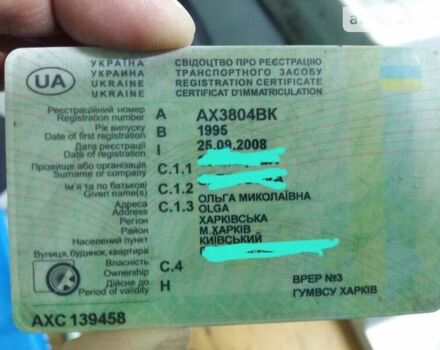 УКРАЇНА
УКРАИНА
UKRAINE
UKRAINE
UA
СВІДОЦТВО ПРО РЕЄСТРАЦІЮ
ТРАНСПОРТНОГО ЗАСОБУ
REGISTRATION CERTIFICATE
CERTIFICAT D'IMMATRICULATION
Реєстраційний номер
Registration number A AX3804BK
Рік випуску
Date of first registration B 1995
Дата реєстрації I 25.09.2008
Прізвище або організація
Surname of company C.1.1
Ім'я та по батькові
Given name(s) C.1.2
ОЛЬГА МИКОЛАЇВНА
Адреса
Address C.1.3 OLGA
Регіон ХАРКІВСЬКА
Район М.ХАРКІВ
Населений пункт КИЇВСЬКИЙ
Вулиця, будинок, квартира
Власність
Ownership C.4
Дійсне до
Period of validity H
ВРЕР №3
ГУМВСУ ХАРКІВ
АХС 139458